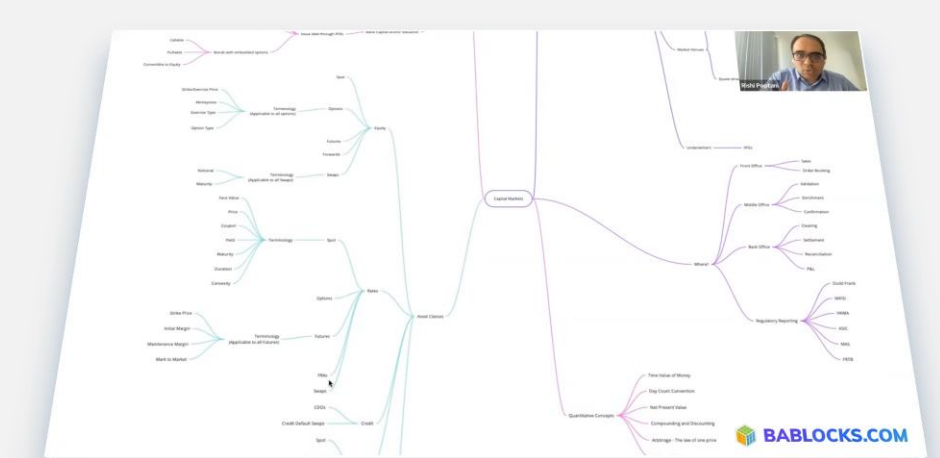 Callable
Putable
Convertible to Equity
Bonds with embedded options
Market Venues
Rishi Pap
Spot
Strike/Exercise Price
Moneyness
Exercise Type
Option Type
Terminology
(Applicable to all options)
Options
Equity
Futures
Forwards
Notional
Maturity
Terminology
(Applicable to all Swaps)
Swaps
Underwriters
IPOs
Front Office
Sales
Order Booking
Capital Markets
Middle Office
Validation
Enrichment
Confirmation
Face Value
Price
Coupon
Yield
Maturity
Duration
Convexity
Terminology
Spot
Back Office
Clearing
Settlement
Reconciliation
P&L
Where?
Rates
Options
Asset Classes
Regulatory Reporting
Dodd Frank
MiFID
HKMA
ASIC
MAS
FRTB
Strike Price
Initial Margin
Maintenance Margin
Mark to Market
Terminology
(Applicable to all Futures)
Futures
FRAs
Swaps
CDOs
Credit Default Swaps
Credit
Spot
Quantitative Concepts
Time Value of Money
Day Count Convention
Net Present Value
Compounding and Discounting
Arbitrage - The law of one price
BABLOCKS.COM